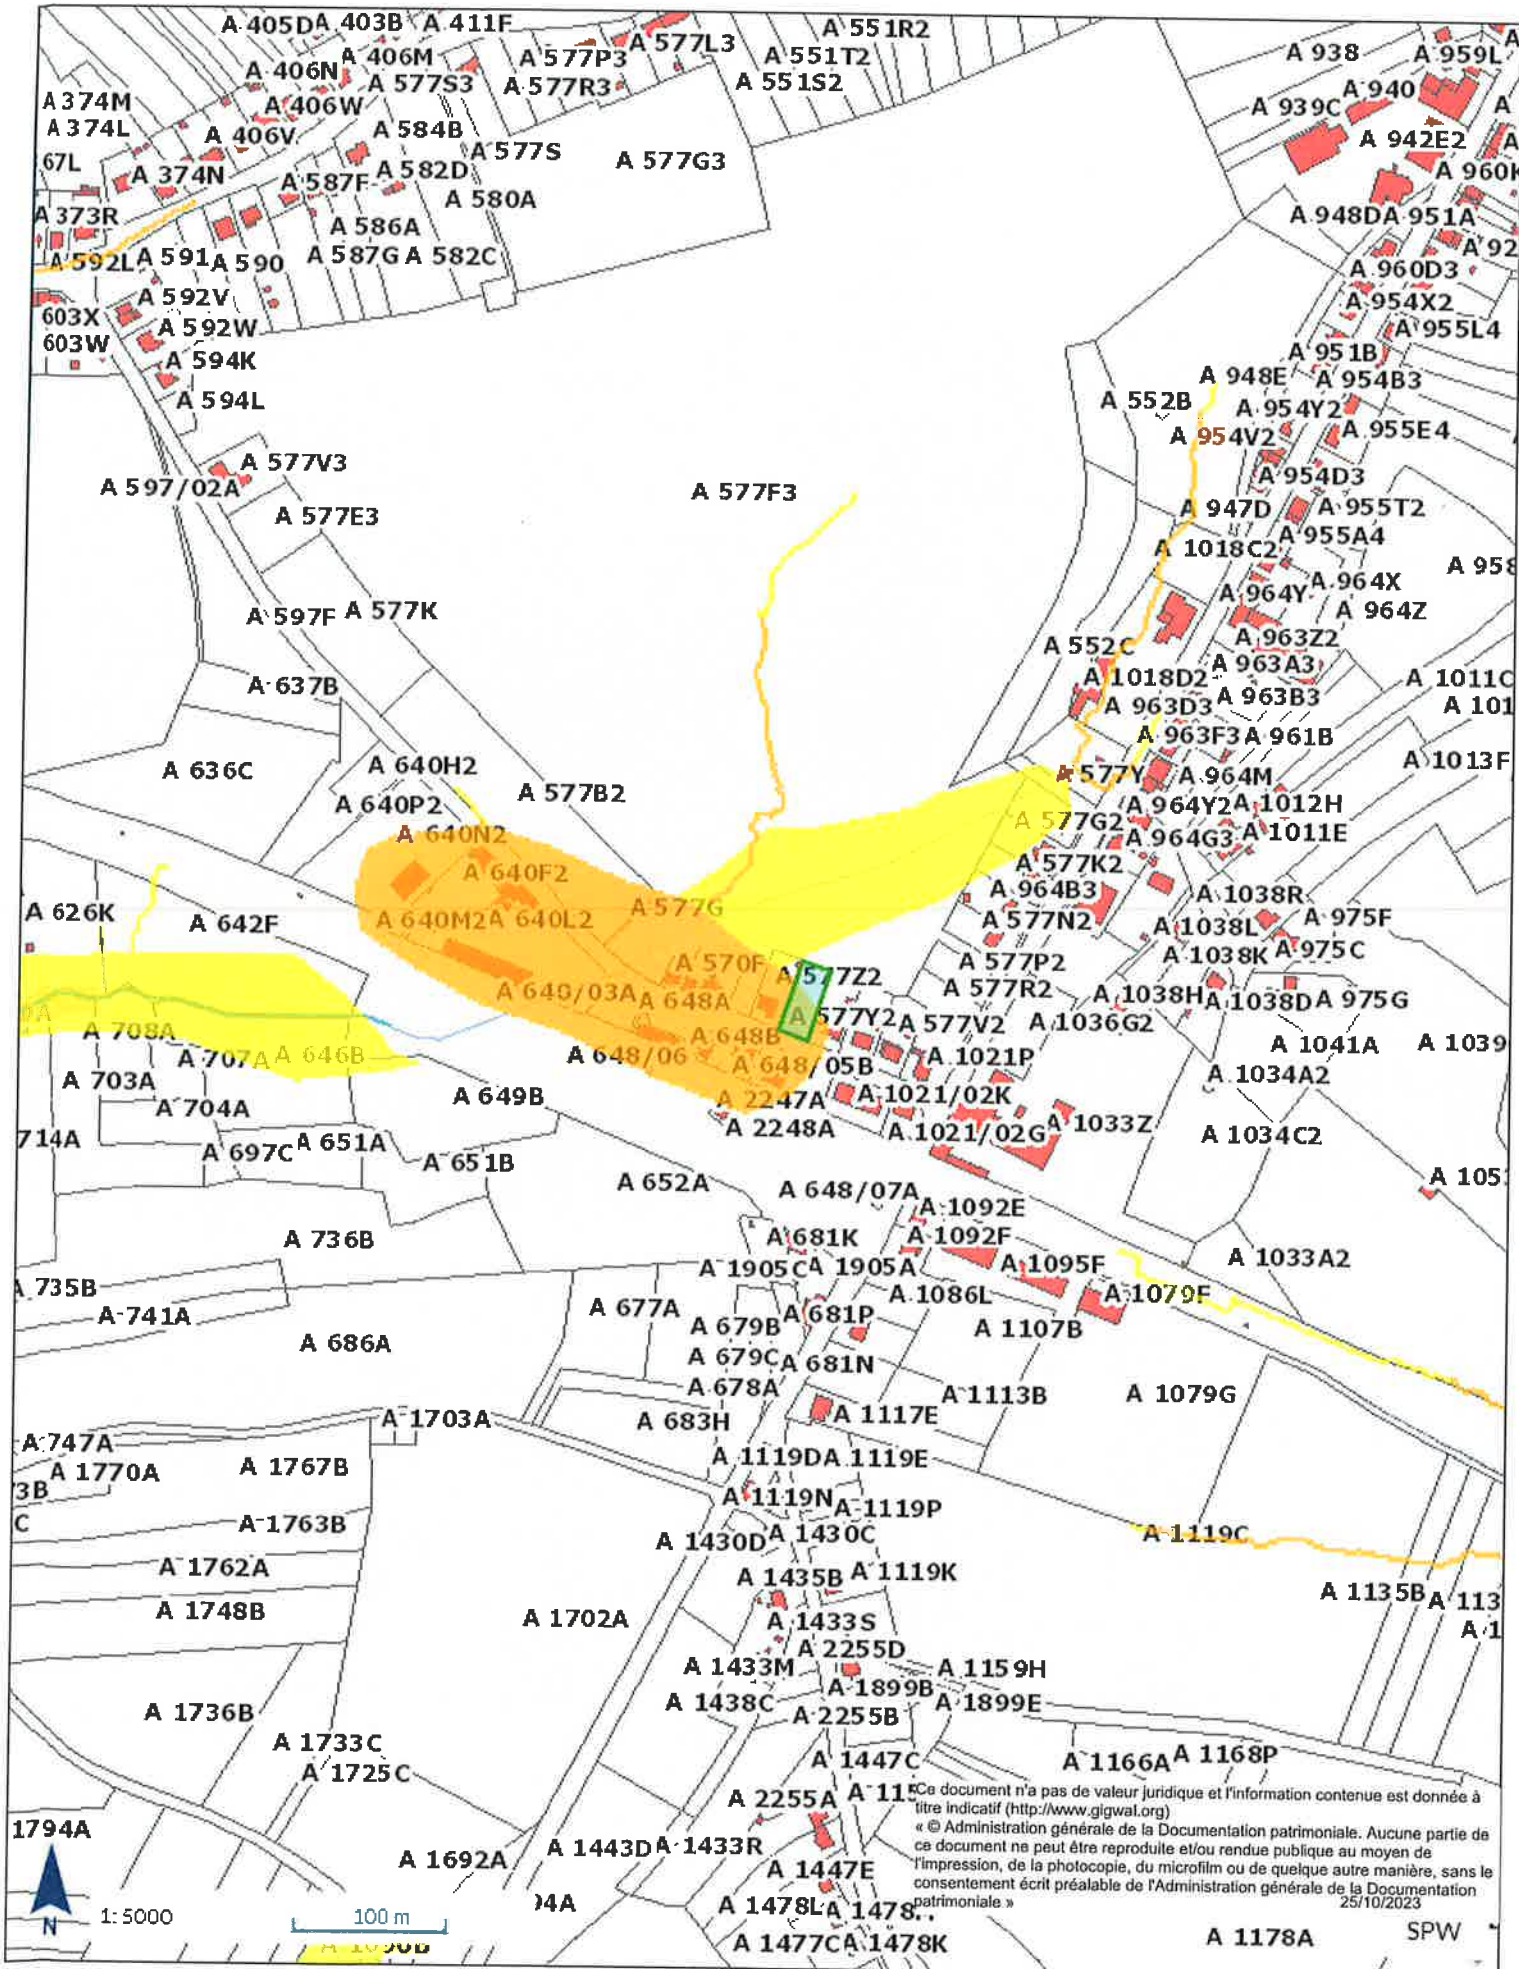 A 405D A 403B A 411F
A 551R2
A 577L3
A 406M A 577P3 A 551T2 A 938 A 959L
A 406N A 577S3 A 577R3 A 551S2
A 374M A 406W A 940
A 939C
A 374L A 406V A 584B
A 942E2
67L A 577S A 577G3
A 374N A 587F A 582D
A 580A
A 373R A 586A A 948D A 951A
A 592L A 591 A 590 A 587G A 582C
A 960D3
603X A 592V A 954X2
603W A 592W A 955L4
A 594K A 951B
A 948E A 954B3
A 594L A 552B A 954Y2
A 954V2 A 955E4
A 577V3
A 597/02A A 577F3 A 954D3
A 577E3 A 947D A 955T2
A 1018C2 A 955A4
A 964Y A 964X
A 597F A 577K A 964Z
A 552C A 963Z2
A 637B A 1018D2 A 963A3
A 963D3 A 963B3
A 963F3 A 961B
A 636C A 640H2 A 577Y A 964M A 1013F
A 640P2 A 577B2 A 964Y2 A 1012H
A 640N2 A 577G2 A 964G3 A 1011E
A 640F2 A 577K2
A 964B3 A 1038R
A 626K A 642F A 640M2 A 640L2 A 577G A 577N2 A 1038L A 975F
A 570F A 577Z2 A 577P2 A 1038K A 975C
A 640/03A A 648A A 577R2 A 1038H A 1038D A 975G
A 708A A 648B A 577Y2 A 577V2 A 1036G2
A 707A A 646B A 648/06 A 648/05B A 1021P A 1041A
A 703A A 649B A 1034A2
A 704A A 2247A A 1021/02K
714A A 697C A 651A A 2248A A 1021/02G A 1033Z A 1034C2
A 651B
A 652A A 648/07A A 1092E
A 736B A 681K A 1092F
A 1905C A 1905A A 1095F A 1033A2
A 735B A 741A A 677A A 1086L A 1079F
A 686A A 679B A 681P A 1107B
A 679C A 681N
A 678A A 1113B A 1079G
A 1703A A 683H A 1117E
A 747A
A 1770A A 1767B A 1119D A 1119E
3B A 1119N A 1119P
C A 1763B A 1430D A 1430C A 1119C
A 1762A A 1435B A 1119K
A 1748B A 1702A A 1433S A 1135B
A 2255D
A 1433M A 1159H
A 1736B A 1438C A 1899B A 1899E
A 2255B
A 1733C A 1447C A 1166A A 1168P
A 1725C
A 2255A
Ce document n'a pas de valeur juridique et l'information contenue est donnée à
titre indicatif (http://www.gigwal.org)
« © Administration générale de la Documentation patrimoniale. Aucune partie de
ce document ne peut être reproduite et/ou rendue publique au moyen de
l'impression, de la photocopie, du microfilm ou de quelque autre manière, sans le
consentement écrit préalable de l'Administration générale de la Documentation
patrimoniale »
25/10/2023
1794A A 1443D A 1433R
A 1692A A 1447E
N 1:5000 100 m A 1478L
A 1477C A 1478K A 1178A
SPW